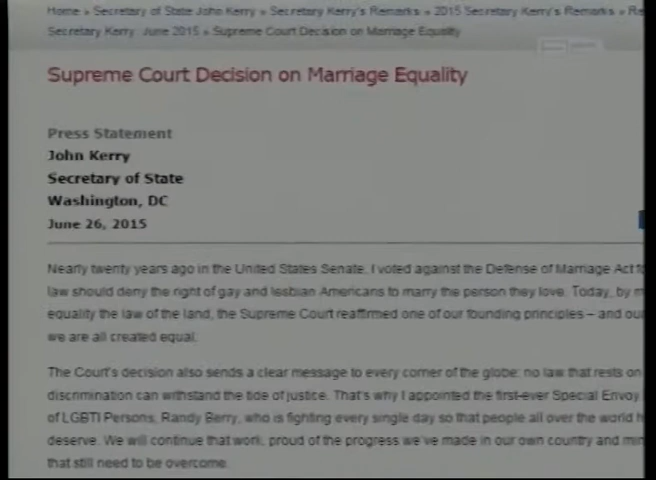 Home » Secretary of State John Kerry » Secretary Kerry's Remarks » 2015 Secretary Kerry's Remarks »
Secretary Kerry: June 2015 » Supreme Court Decision on Marriage Equality
Supreme Court Decision on Marriage Equality
Press Statement
John Kerry
Secretary of State
Washington, DC
June 26, 2015
Nearly twenty years ago in the United States Senate, I voted against the Defense of Marriage Act
law should deny the right of gay and lesbian Americans to marry the person they love. Today, by
equality the law of the land, the Supreme Court reaffirmed one of our founding principles – and
we are all created equal.
The Court's decision also sends a clear message to every corner of the globe: no law that rests on
discrimination can withstand the tide of justice. That's why I appointed the first-ever Special Envoy
of LGBTI Persons, Randy Berry, who is fighting every single day so that people all over the world
deserve. We will continue that work, proud of the progress we've made in our own country and
that still need to be overcome.